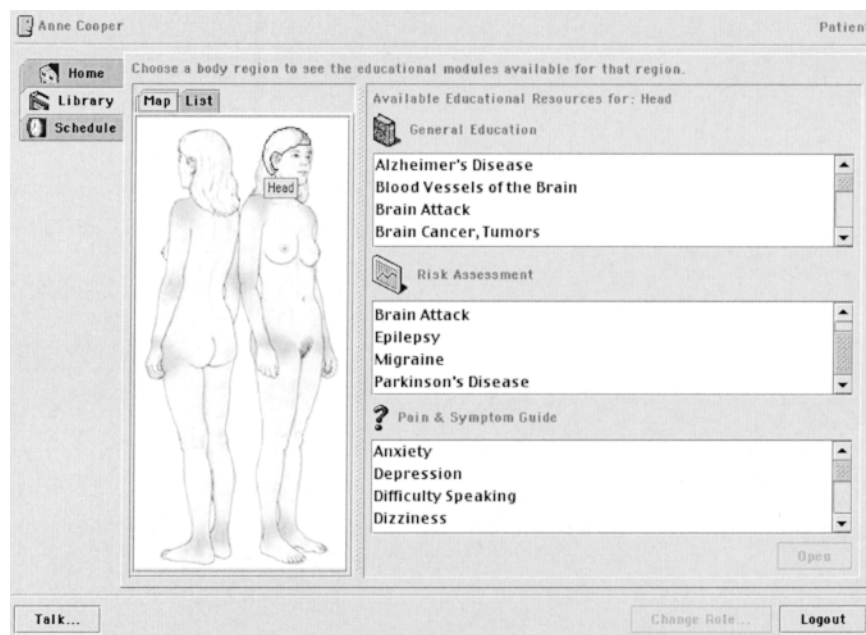 Anne Cooper
Patien
Home
Library
Schedule
Choose a body region to see the educational modules available for that region.
Map
List
Head
Available Educational Resources for: Head
General Education
Alzheimer's Disease
Blood Vessels of the Brain
Brain Attack
Brain Cancer, Tumors
Risk Assessment
Brain Attack
Epilepsy
Migraine
Parkinson's Disease
Pain & Symptom Guide
Anxiety
Depression
Difficulty Speaking
Dizziness
Open
Talk...
Change Role...
Logout